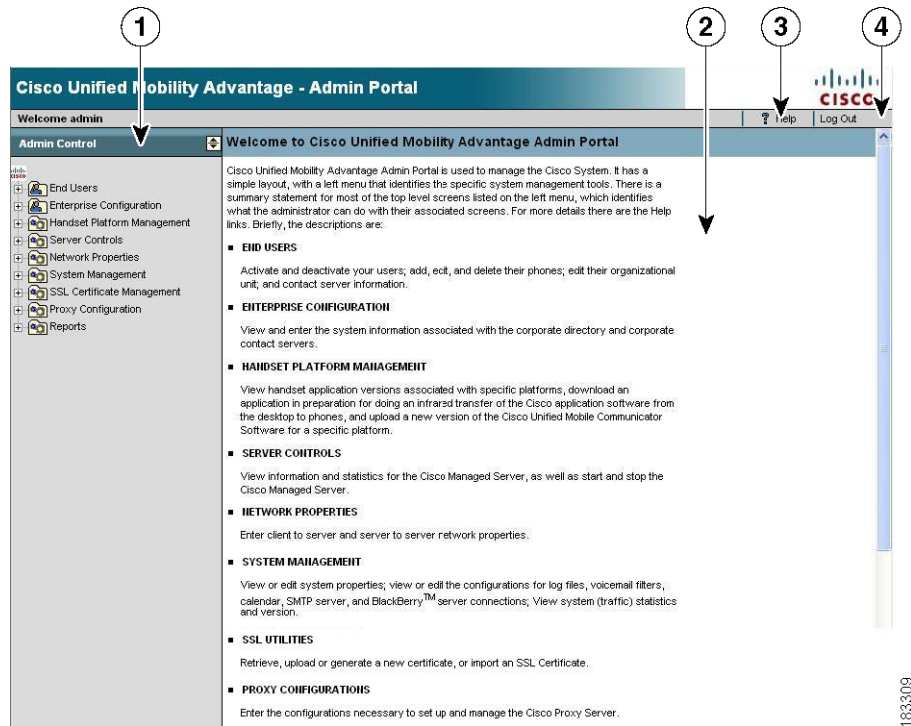 1 2 3 4
Cisco Unified Mobility Advantage - Admin Portal
CISCO
Welcome admin
? Help
Log Out
Admin Control
Welcome to Cisco Unified Mobility Advantage Admin Portal
CISCO
End Users
Enterprise Configuration
Handset Platform Management
Server Controls
Network Properties
System Management
SSL Certificate Management
Proxy Configuration
Reports
Cisco Unified Mobility Advantage Admin Portal is used to manage the Cisco System. It has a
simple layout, with a left menu that identifies the specific system management tools. There is a
summary statement for most of the top level screens listed on the left menu, which identifies
what the administrator can do with their associated screens. For more details there are the Help
links. Briefly, the descriptions are:
■ END USERS
Activate and deactivate your users; add, ecit, and delete their phones; edit their organizational
unit; and contact server information.
■ ENTERPRISE CONFIGURATION
View and enter the system information associated with the corporate directory and corporate
contact servers.
■ HANDSET PLATFORM MANAGEMENT
View handset application versions associated with specific platforms, download an
application in preparation for doing an infrared transfer of the Cisco application software from
the desktop to phones, and upload a new version of the Cisco Unified Mobile Communicator
Software for a specific platform.
■ SERVER CONTROLS
View information and statistics for the Cisco Managed Server, as well as start and stop the
Cisco Managed Server.
■ NETWORK PROPERTIES
Enter client to server and server to server network properties.
■ SYSTEM MANAGEMENT
View or edit system properties; view or edit the configurations for log files, voicemail filters,
calendar, SMTP server, and BlackBerry™ server connections; View system (traffic) statistics
and version.
■ SSL UTILITIES
Retrieve, upload or generate a new certificate, or import an SSL Certificate.
■ PROXY CONFIGURATIONS
Enter the configurations necessary to set up and manage the Cisco Proxy Server.
183309